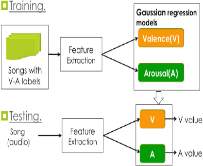 Training.
Gaussian regression
models
Songs with
V-A labels
Feature
Extraction
Valence(V)
Arousal(A)
Testing.
Song
(audio)
Feature
Extraction
V
V value
A
A value